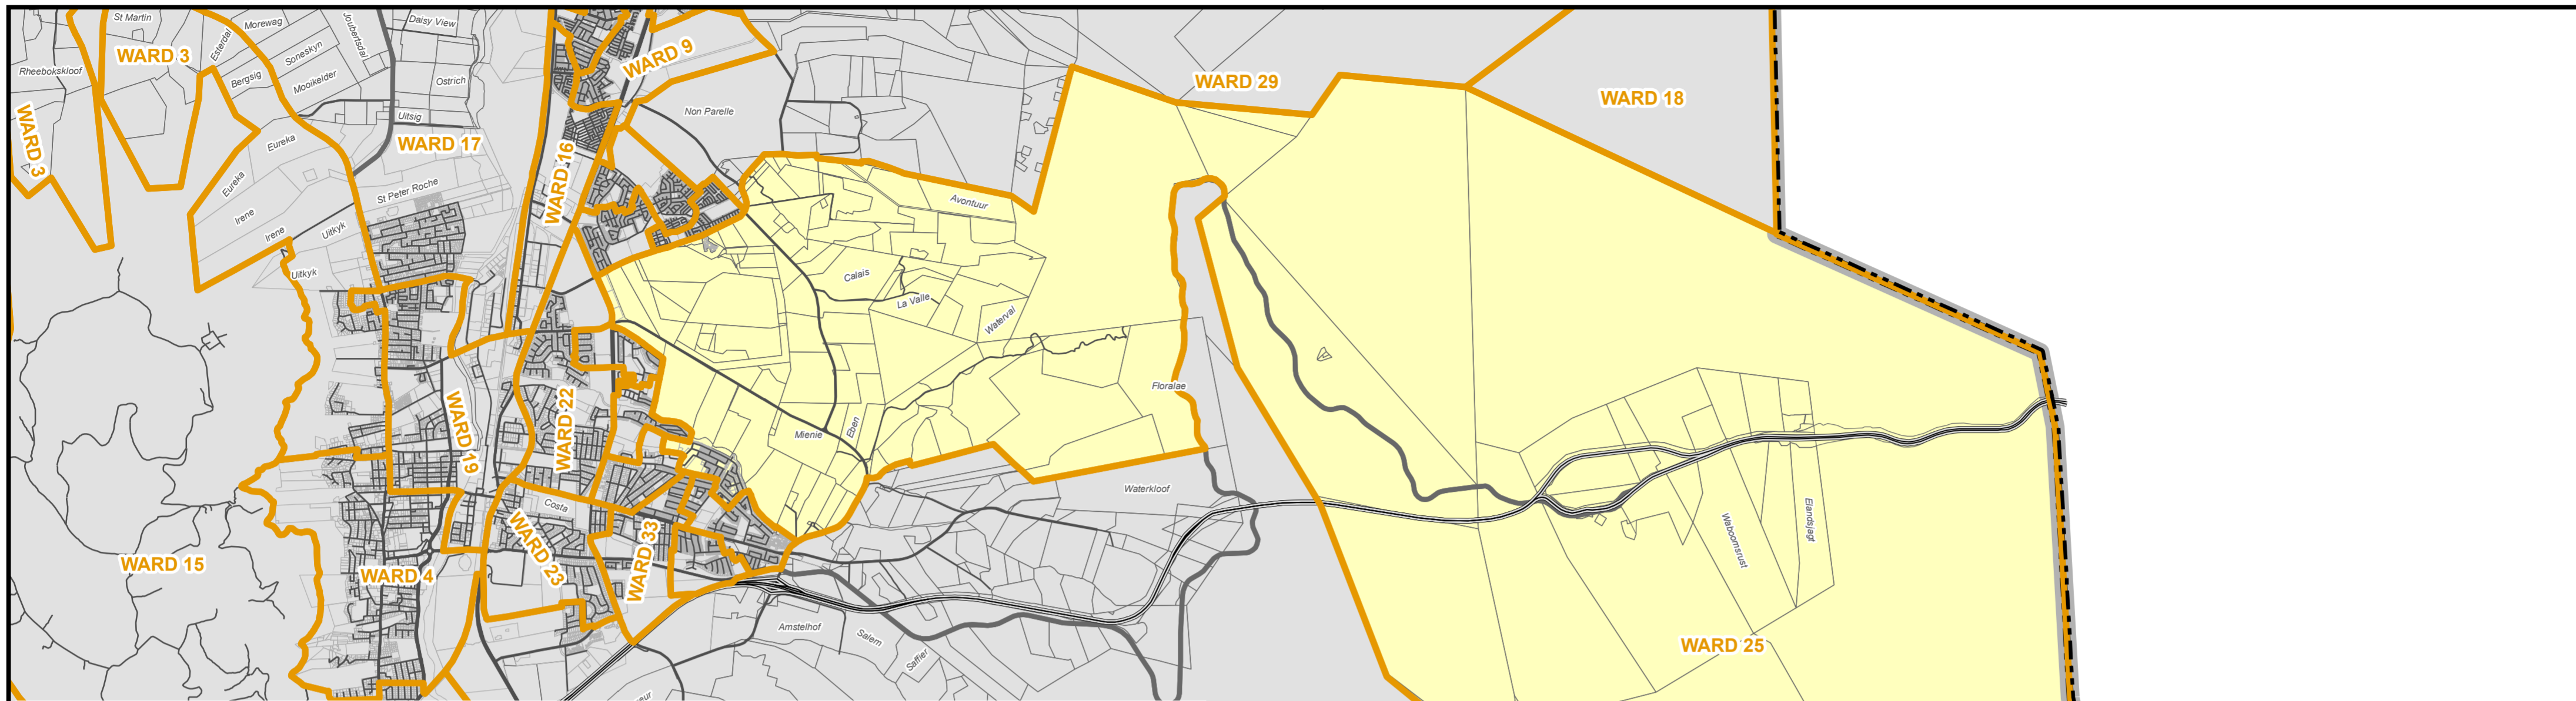 St Martin
Morewag
Joubertsdal
Daisy View
WARD 3
Esterdal
Soneskyn
WARD 9
Rheebokskloof
Bergsig
Mooikelder
Ostrich
WARD 29
WARD 18
Non Parelle
Uitsig
WARD 3
Eureka
WARD 17
WARD 16
Eureka
St Peter Roche
Avontuur
Irene
Irene
Uitkyk
Uitkyk
Calais
La Valle
Waterval
Floralae
WARD 19
WARD 22
Mienie
Eben
Waterkloof
Costa
WARD 23
WARD 33
Waboomsrust
Elandsjagt
WARD 15
WARD 4
Amstelhof
Salem
Saffier
WARD 25